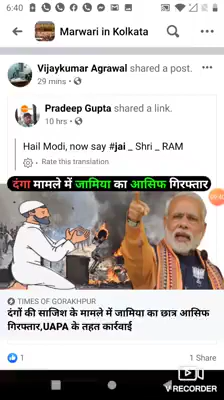 6:40
Marwari in Kolkata
Vijaykumar Agrawal shared a post.
29 mins
Pradeep Gupta shared a link.
10 hrs
Hail Modi, now say #jai _ Shri _ RAM
Rate this translation
दंगा मामले में जामिया का आसिफ गिरफ्तार
TIMES OF GORAKHPUR
दंगों की साजिश के मामले में जामिया का छात्र आसिफ
गिरफ्तार,UAPA के तहत कार्रवाई
1
1 Share
RECORDER